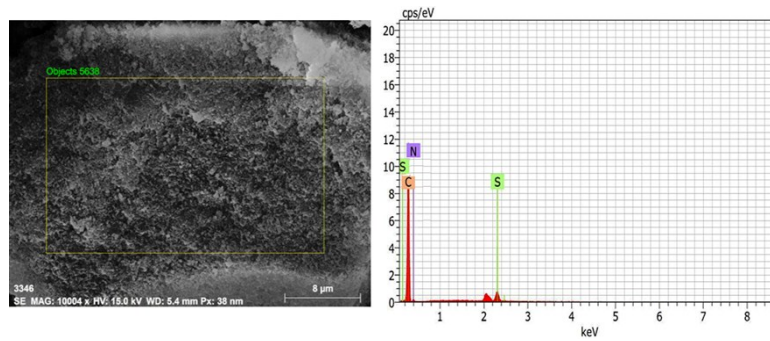 Objects 5638
3346
SE MAG: 10004 x HV: 15.0 kV WD: 5.4 mm Px: 38 nm
8 µm
cps/eV
20
18
16
14
12
10
8
6
4
2
0
N
S
C
S
1 2 3 4 5 6 7 8
keV